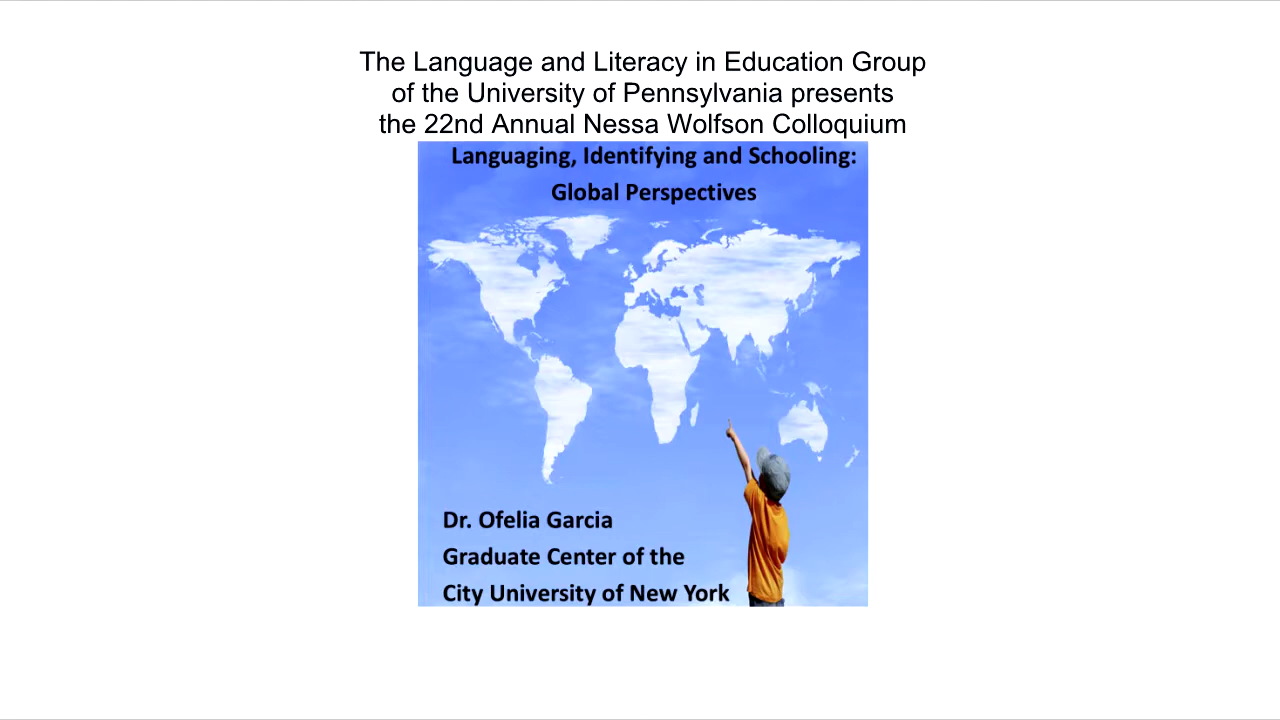 The Language and Literacy in Education Group
of the University of Pennsylvania presents
the 22nd Annual Nessa Wolfson Colloquium
Languaging, Identifying and Schooling:
Global Perspectives
Dr. Ofelia Garcia
Graduate Center of the
City University of New York